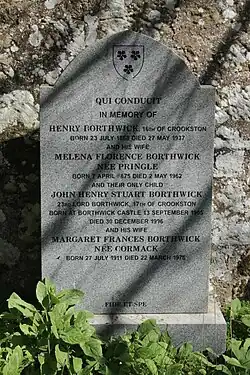 QUI CONDUCIT
IN MEMORY OF
HENRY BORTHWICK, 16TH OF CROOKSTON
BORN 23 JULY 1868 DIED 27 MAY 1937
AND HIS WIFE
MELENA FLORENCE BORTHWICK
NÉE PRINGLE
BORN 7 APRIL 1875 DIED 2 MAY 1962
AND THEIR ONLY CHILD
JOHN HENRY STUART BORTHWICK
23RD LORD BORTHWICK, 17TH OF CROOKSTON
BORN AT BORTHWICK CASTLE 13 SEPTEMBER 1905
DIED 30 DECEMBER 1996
AND HIS WIFE
MARGARET FRANCES BORTHWICK
NÉE CORMACK
BORN 27 JULY 1911 DIED 22 MARCH 1976
FIDE ET SPE